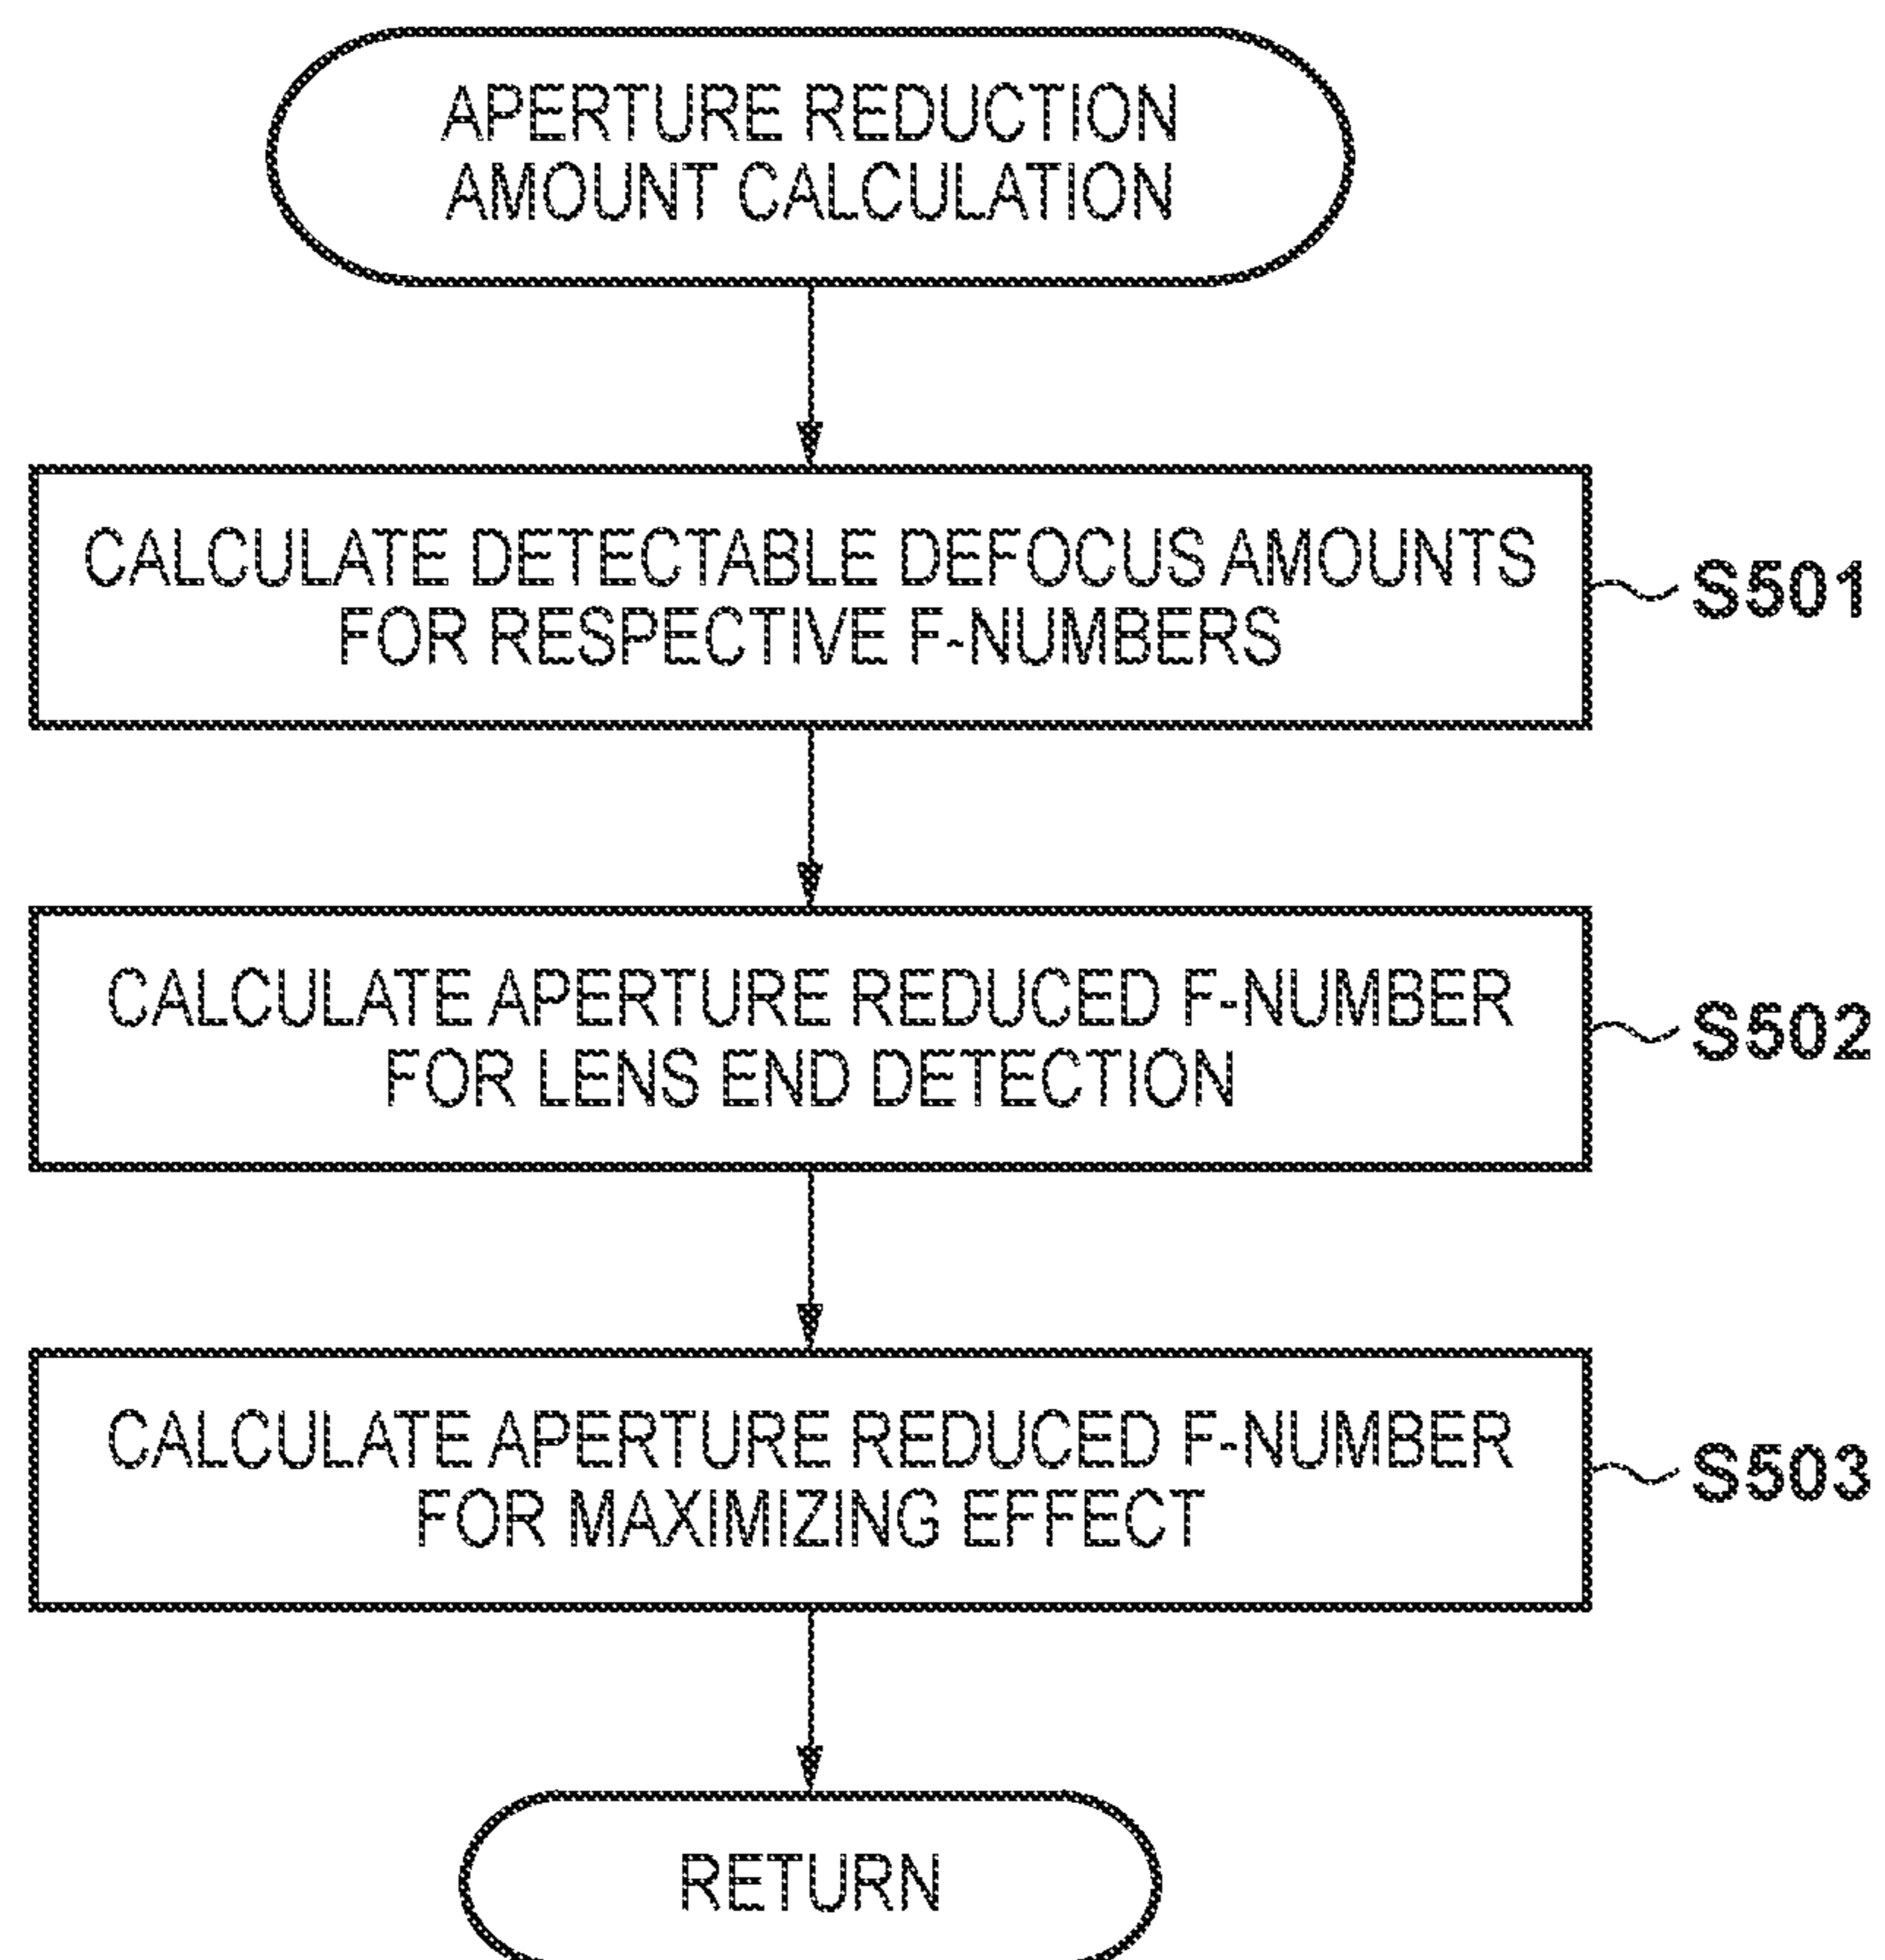 APERTURE REDUCTION
AMOUNT CALCULATION
CALCULATE DETECTABLE DEFOCUS AMOUNTS
FOR RESPECTIVE F-NUMBERS
S501
CALCULATE APERTURE REDUCED F-NUMBER
FOR LENS END DETECTION
S502
CALCULATE APERTURE REDUCED F-NUMBER
FOR MAXIMIZING EFFECT
S503
RETURN